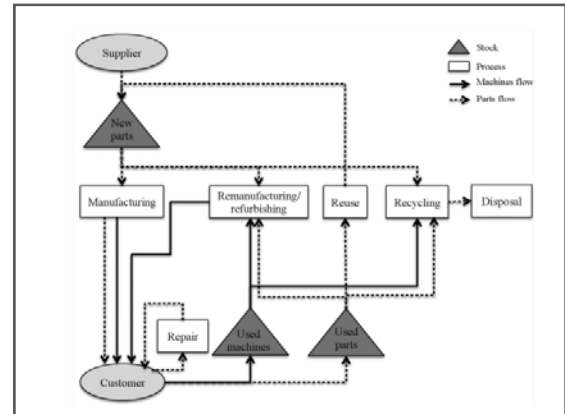 Supplier
Stock
Process
Machines flow
Parts flow
New
parts
Manufacturing
Remanufacturing/
refurbishing
Reuse
Recycling
Disposal
Repair
Used
machines
Used
parts
Customer